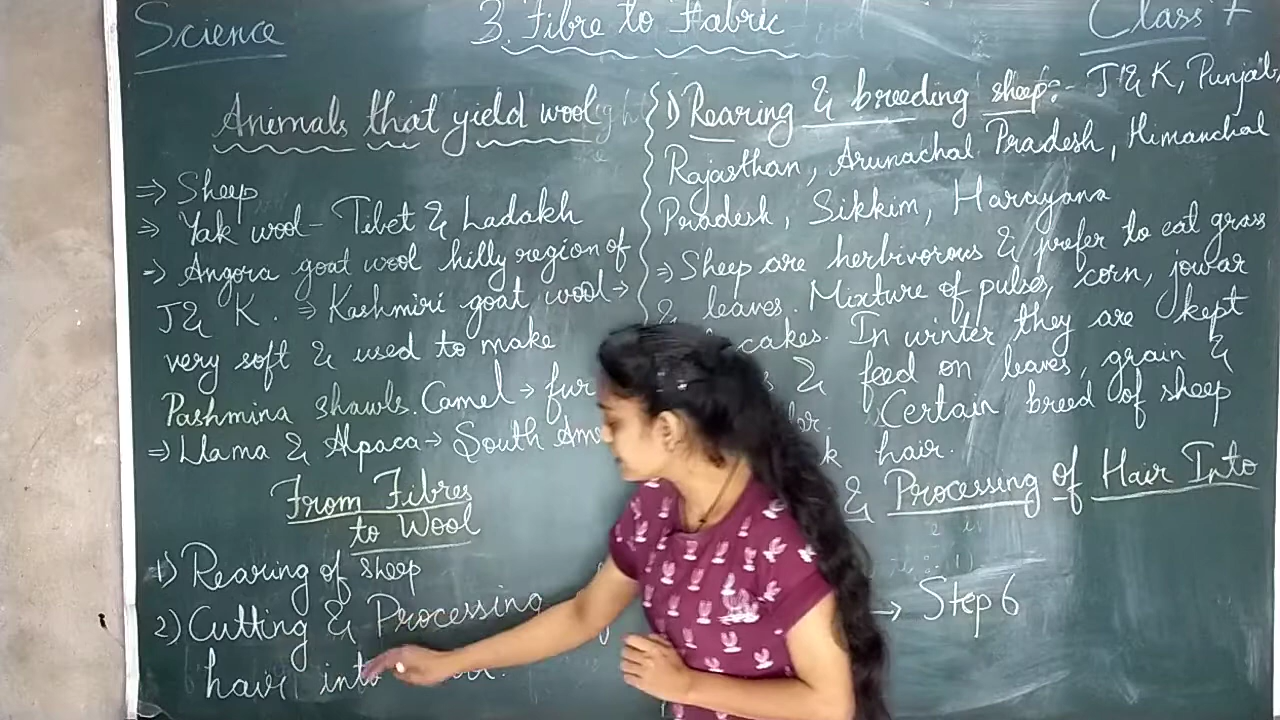 Science
3. Fibre to Fabric
Class 7
Animals that yield wool
⇒ Sheep
⇒ Yak wool - Tibet & Ladakh
⇒ Angora goat wool hilly region of
J & K. ⇒ Kashmiri goat wool →
very soft & used to make
Pashmina shawls. Camel → fur
⇒ Llama & Alpaca → South Ame
From Fibres
to Wool
1) Rearing of sheep
2) Cutting & Processing
hair into
1) Rearing & breeding sheep:- J & K, Punjab,
Rajasthan, Arunachal Pradesh, Himanchal
Pradesh, Sikkim, Harayana
⇒ Sheep are herbivorous & prefer to eat grass
& leaves. Mixture of pulses, corn, jowar
cakes. In winter they are kept
& feed on leaves, grain &
Certain breed of sheep
hair.
& Processing of Hair Into
→ Step 6